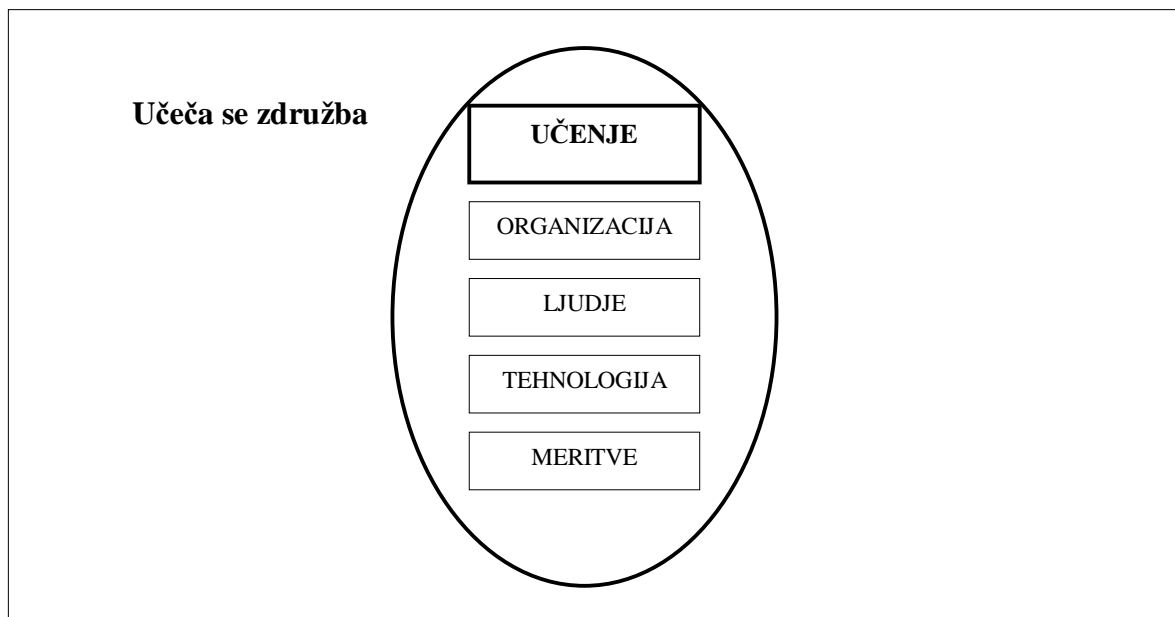 Učeča se združba
UČENJE
ORGANIZACIJA
LJUDJE
TEHNOLOGIJA
MERITVE